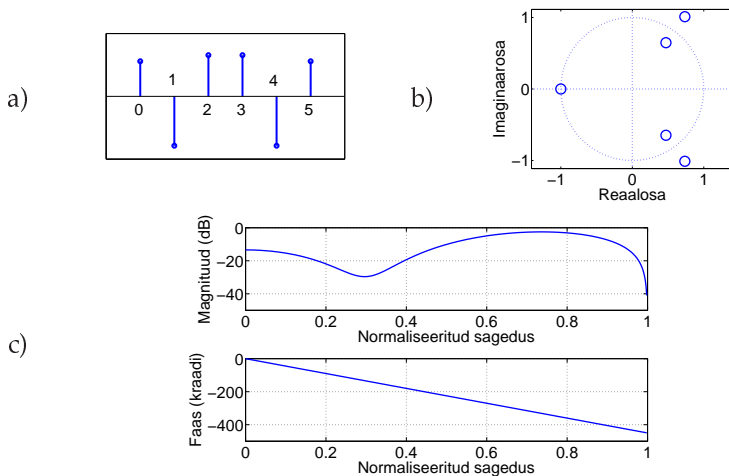 a)
1 4
0 2 3 5
b)
Imaginaarosa
1
0
−1
−1 0 1
Reaalosa
c)
Magnituud (dB)
0
−20
−40
0 0.2 0.4 0.6 0.8 1
Normaliseeritud sagedus
Faas (kraadi)
0
−200
−400
0 0.2 0.4 0.6 0.8 1
Normaliseeritud sagedus